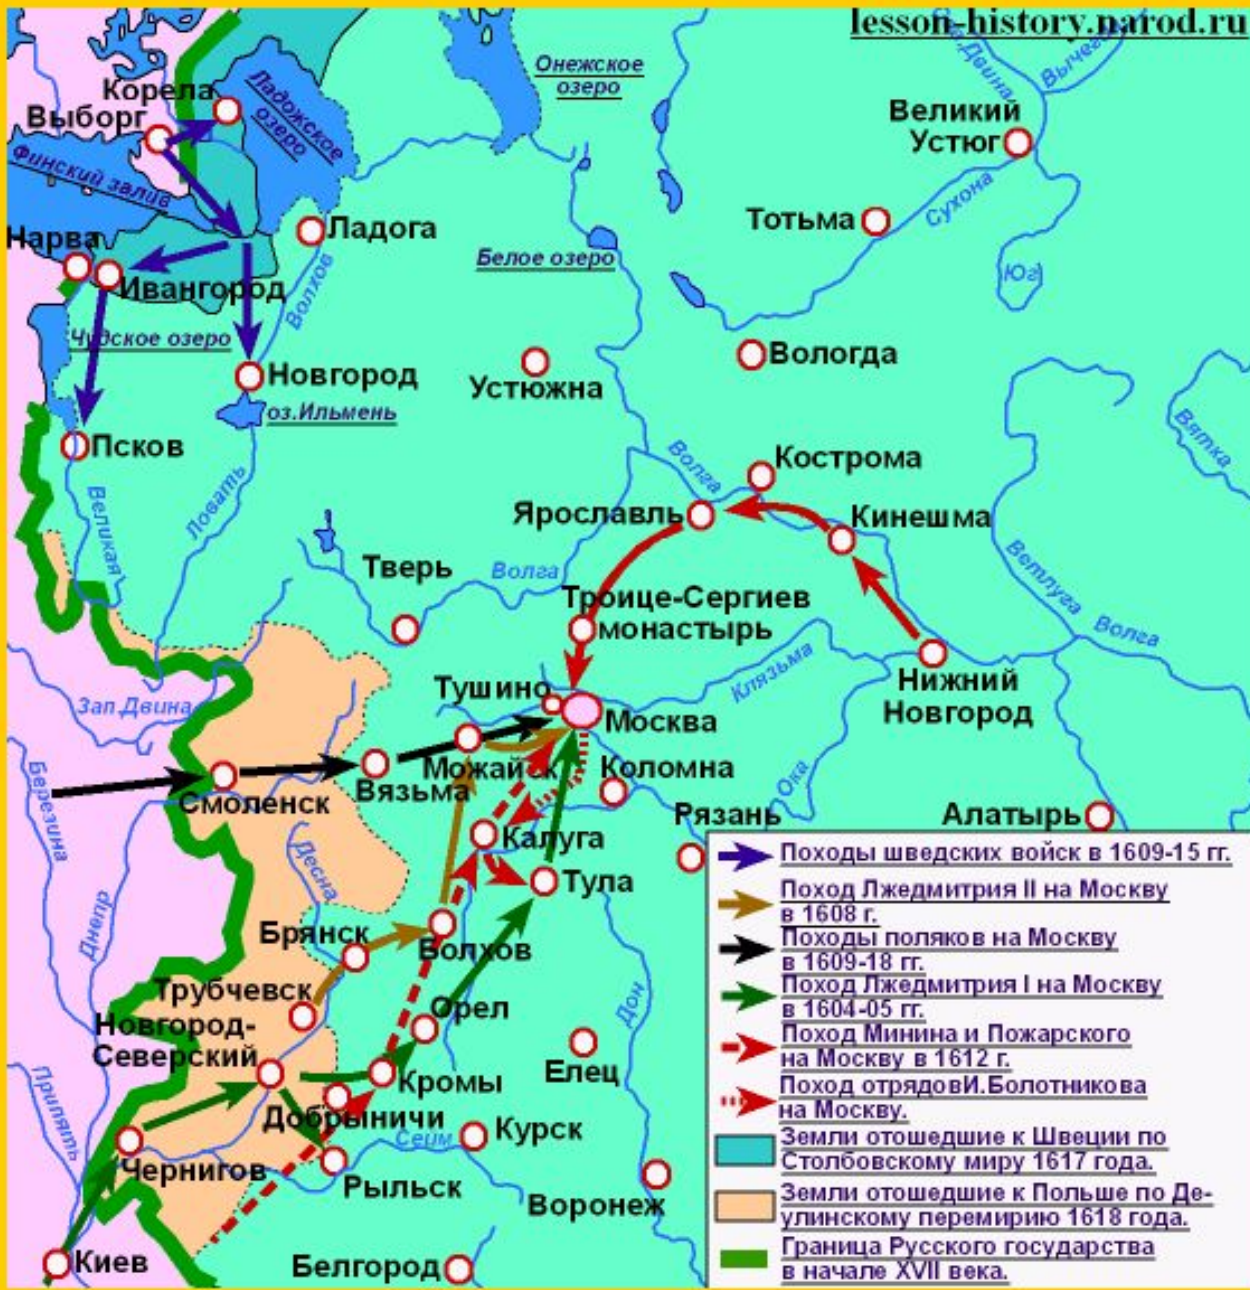 lesson-history.narod.ru
Онежское
озеро
Ладожское
озеро
Корела
Выборг
Финский залив
Вычегда
Великий
Устюг
Сухона
Тотьма
Юг
Ладога
Нарва
Ивангород
Волхов
Белое озеро
Чудское озеро
Новгород
оз.Ильмень
Устюжна
Вологда
Псков
Великая
Ловать
Вятка
Волга
Кострома
Ярославль
Кинешма
Ветлуга
Волга
Тверь
Волга
Троице-Сергиев
монастырь
Нижний
Новгород
Клязьма
Тушино
Москва
Зап.Двина
Березина
Смоленск
Вязьма
Можайск
Коломна
Ока
Рязань
Алатырь
Калуга
Тула
Десна
Днепр
Брянск
Болхов
Трубчевск
Новгород-
Северский
Орел
Дон
Елец
Кромы
Добрыничи
Припять
Чернигов
Сейм
Курск
Рыльск
Воронеж
Киев
Белгород
Походы шведских войск в 1609-15 гг.
Поход Лжедмитрия II на Москву
в 1608 г.
Походы поляков на Москву
в 1609-18 гг.
Поход Лжедмитрия I на Москву
в 1604-05 гг.
Поход Минина и Пожарского
на Москву в 1612 г.
Поход отрядовИ.Болотникова
на Москву.
Земли отошедшие к Швеции по
Столбовскому миру 1617 года.
Земли отошедшие к Польше по Де-
улинскому перемирию 1618 года.
Граница Русского государства
в начале XVII века.